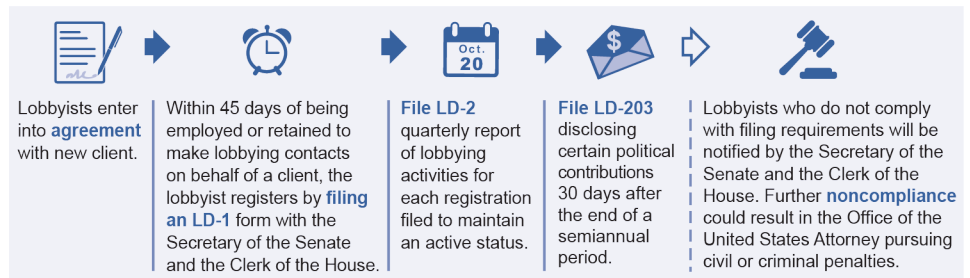 Oct.
20
$
Lobbyists enter
into agreement
with new client.
Within 45 days of being
employed or retained to
make lobbying contacts
on behalf of a client, the
lobbyist registers by filing
an LD-1 form with the
Secretary of the Senate
and the Clerk of the House.
File LD-2
quarterly report
of lobbying
activities for
each registration
filed to maintain
an active status.
File LD-203
disclosing
certain political
contributions
30 days after
the end of a
semiannual
period.
Lobbyists who do not comply
with filing requirements will be
notified by the Secretary of the
Senate and the Clerk of the
House. Further noncompliance
could result in the Office of the
United States Attorney pursuing
civil or criminal penalties.